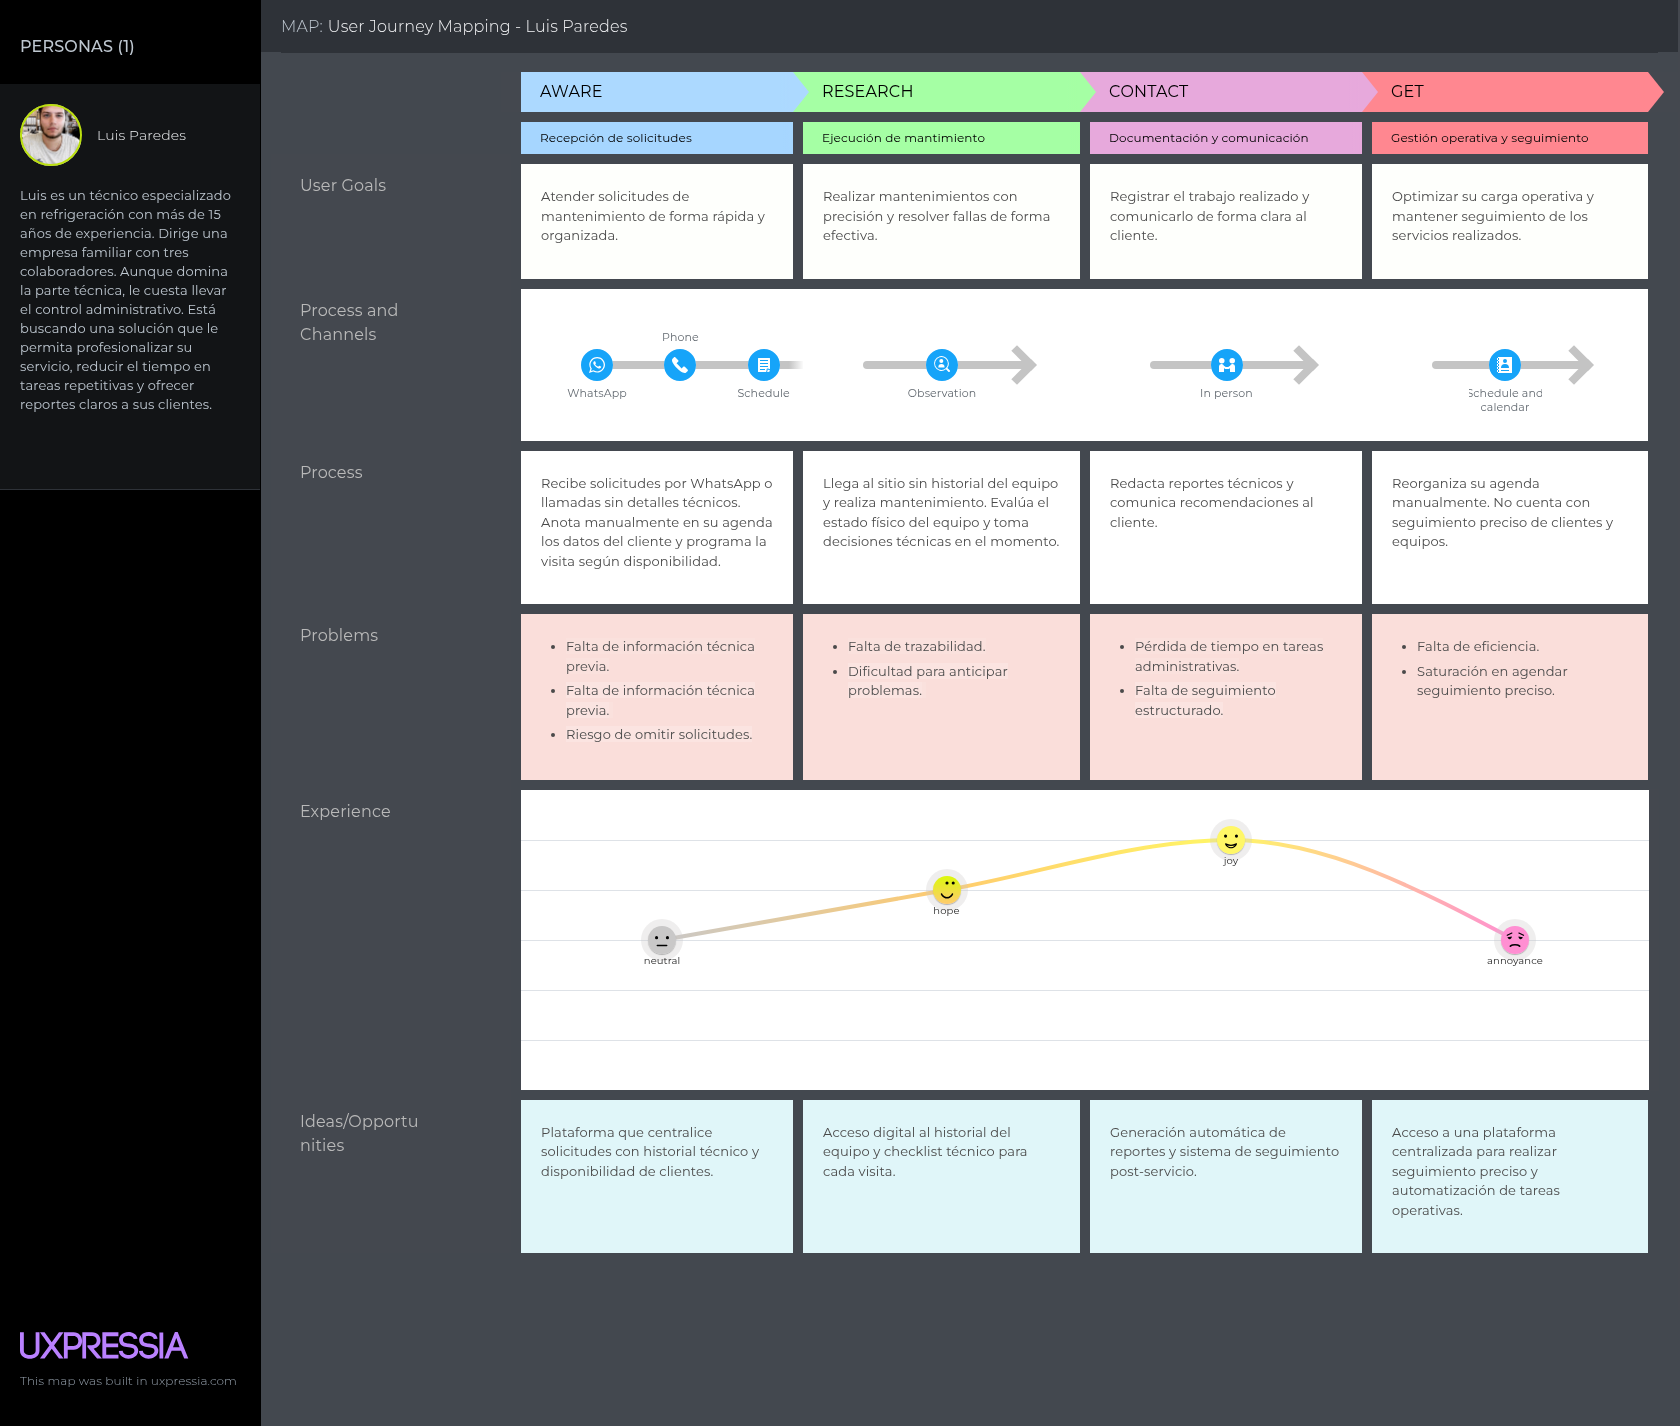 PERSONAS (1)
Luis Paredes
Luis es un técnico especializado
en refrigeración con más de 15
años de experiencia. Dirige una
empresa familiar con tres
colaboradores. Aunque domina
la parte técnica, le cuesta llevar
el control administrativo. Está
buscando una solución que le
permita profesionalizar su
servicio, reducir el tiempo en
tareas repetitivas y ofrecer
reportes claros a sus clientes.
UXPRESSIA
This map was built in uxpressia.com
MAP: User Journey Mapping - Luis Paredes
AWARE
RESEARCH
CONTACT
GET
Recepción de solicitudes
Ejecución de mantimiento
Documentación y comunicación
Gestión operativa y seguimiento
User Goals
Atender solicitudes de
mantenimiento de forma rápida y
organizada.
Realizar mantenimientos con
precisión y resolver fallas de forma
efectiva.
Registrar el trabajo realizado y
comunicarlo de forma clara al
cliente.
Optimizar su carga operativa y
mantener seguimiento de los
servicios realizados.
Process and
Channels
WhatsApp
Phone
Schedule
Observation
In person
Schedule and
calendar
Process
Recibe solicitudes por WhatsApp o
llamadas sin detalles técnicos.
Anota manualmente en su agenda
los datos del cliente y programa la
visita según disponibilidad.
Llega al sitio sin historial del equipo
y realiza mantenimiento. Evalúa el
estado físico del equipo y toma
decisiones técnicas en el momento.
Redacta reportes técnicos y
comunica recomendaciones al
cliente.
Reorganiza su agenda
manualmente. No cuenta con
seguimiento preciso de clientes y
equipos.
Problems
• Falta de información técnica
previa.
• Falta de información técnica
previa.
• Riesgo de omitir solicitudes.
• Falta de trazabilidad.
• Dificultad para anticipar
problemas.
• Pérdida de tiempo en tareas
administrativas.
• Falta de seguimiento
estructurado.
• Falta de eficiencia.
• Saturación en agendar
seguimiento preciso.
Experience
neutral
hope
joy
annoyance
Ideas/Opportu
nities
Plataforma que centralice
solicitudes con historial técnico y
disponibilidad de clientes.
Acceso digital al historial del
equipo y checklist técnico para
cada visita.
Generación automática de
reportes y sistema de seguimiento
post-servicio.
Acceso a una plataforma
centralizada para realizar
seguimiento preciso y
automatización de tareas
operativas.